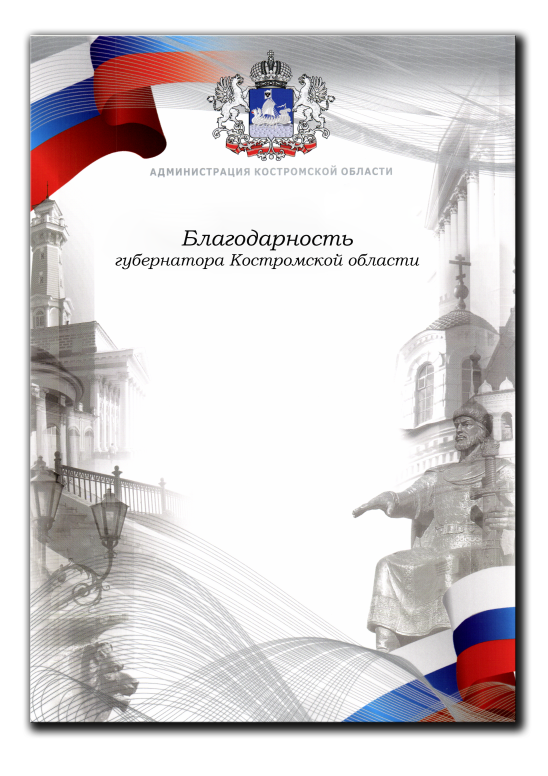 АДМИНИСТРАЦИЯ КОСТРОМСКОЙ ОБЛАСТИ
Благодарность
губернатора Костромской области